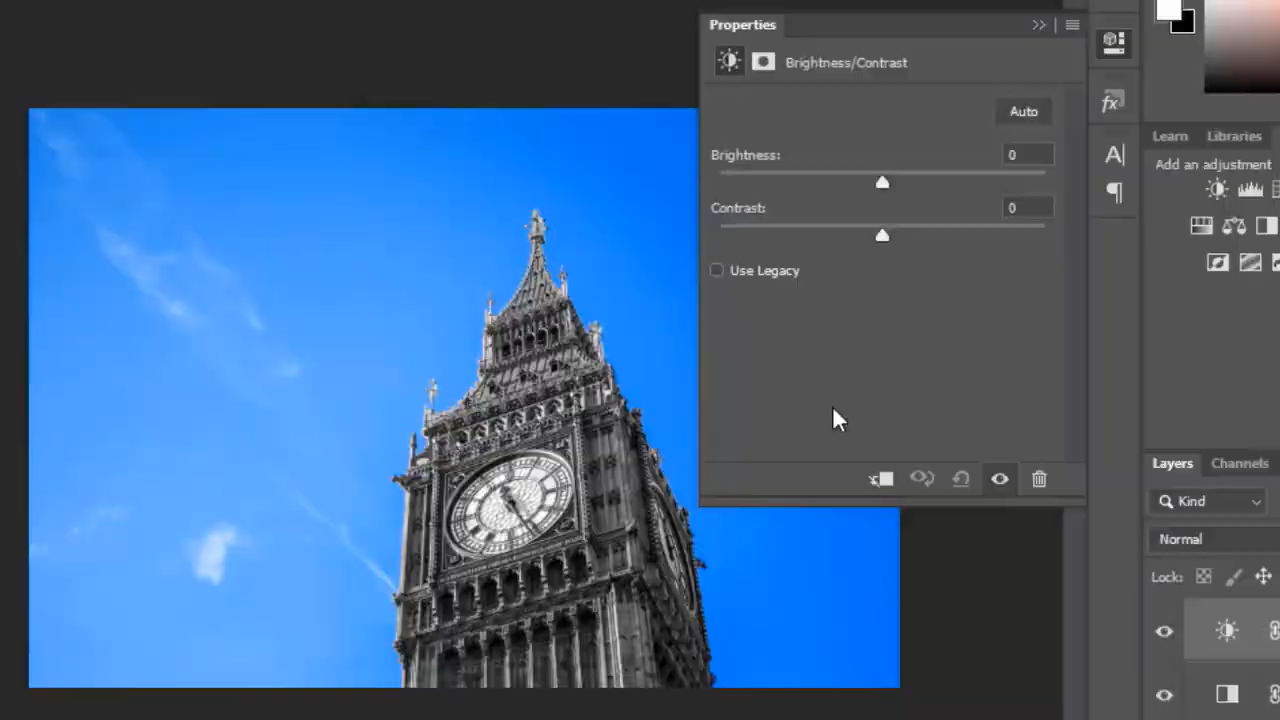 Properties
Brightness/Contrast
Auto
Brightness:
0
Contrast:
0
Use Legacy
Learn
Libraries
Add an adjustment
Layers
Channels
Kind
Normal
Lock: